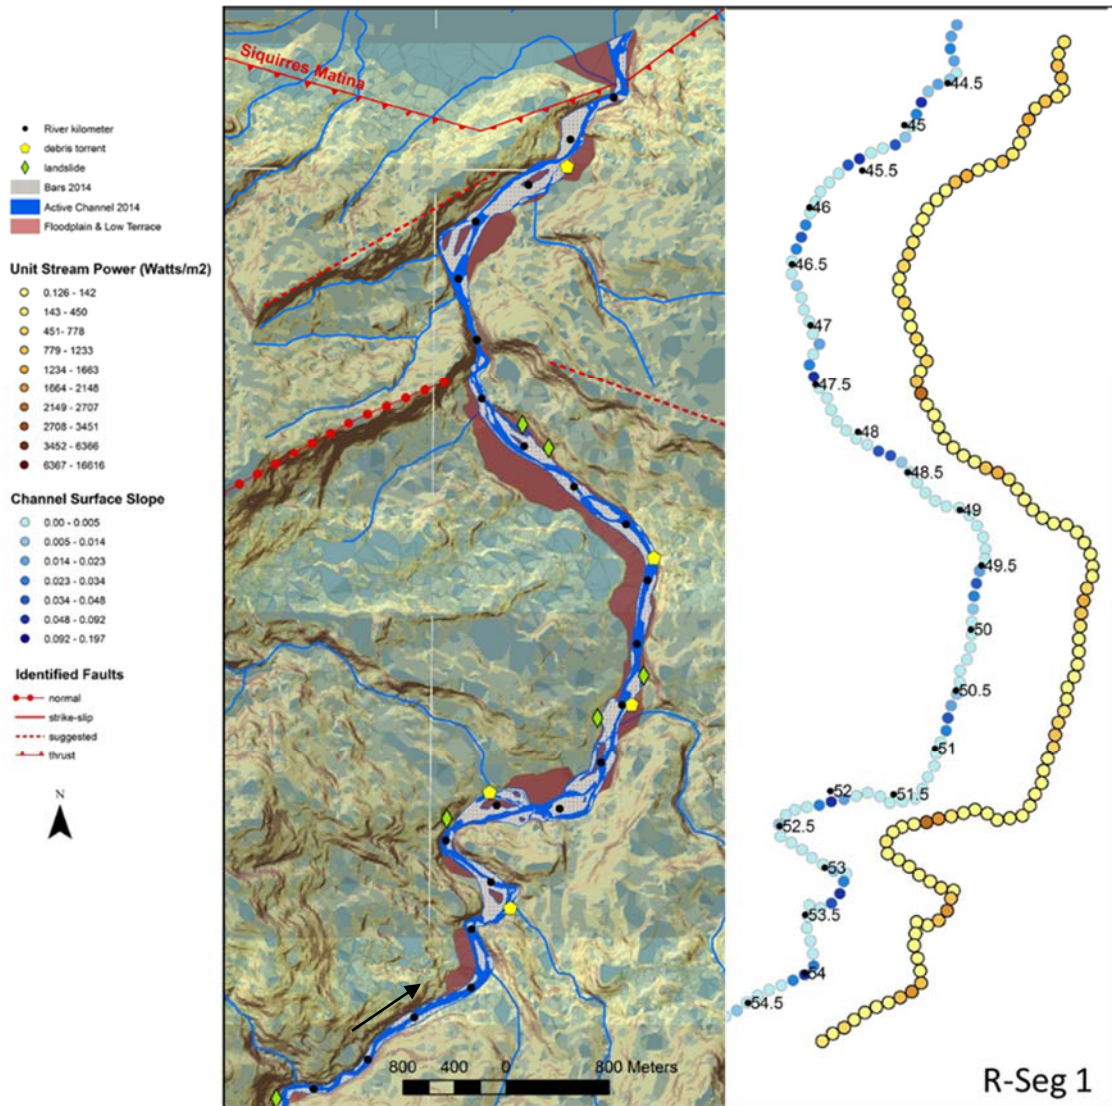 River kilometer
debris torrent
landslide
Bars 2014
Active Channel 2014
Floodplain & Low Terrace
Unit Stream Power (Watts/m2)
0.126 - 142
143 - 450
451- 778
779 - 1233
1234 - 1663
1664 - 2148
2149 - 2707
2708 - 3451
3452 - 6366
6367 - 16616
Channel Surface Slope
0.00 - 0.005
0.005 - 0.014
0.014 - 0.023
0.023 - 0.034
0.034 - 0.048
0.048 - 0.092
0.092 - 0.197
Identified Faults
normal
strike-slip
suggested
thrust
N
Siquirres Matina
800 400 0 800 Meters
44.5
45
45.5
46
46.5
47
47.5
48
48.5
49
49.5
50
50.5
51
51.5
52
52.5
53
53.5
54
54.5
R-Seg 1